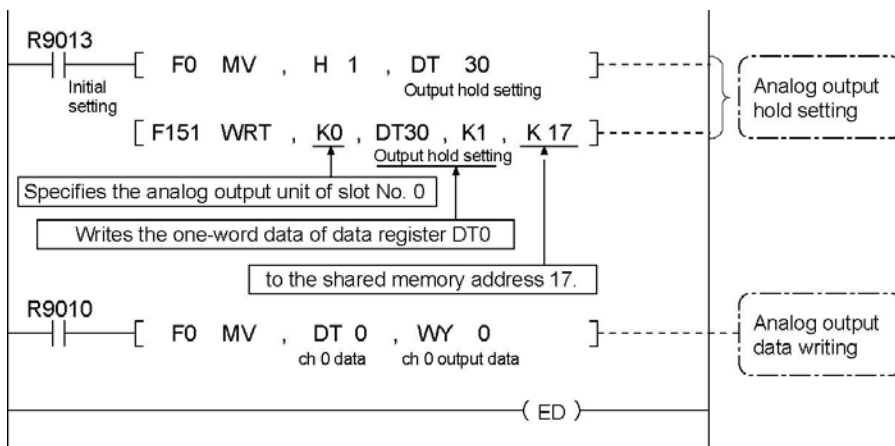 R9013
[ F0 MV , H 1 , DT 30 ]
Initial
setting
Output hold setting
Analog output
hold setting
[ F151 WRT , K0 , DT30 , K1 , K 17 ]
Output hold setting
Specifies the analog output unit of slot No. 0
Writes the one-word data of data register DT0
to the shared memory address 17.
R9010
[ F0 MV , DT 0 , WY 0 ]
ch 0 data
ch 0 output data
Analog output
data writing
( ED )